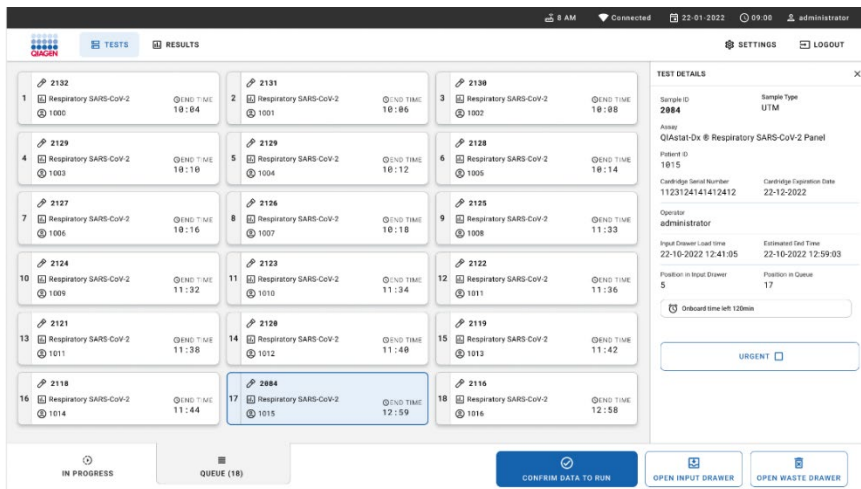 8 AM Connected 22-01-2022 09:00 administrator
QIAGEN TESTS RESULTS SETTINGS LOGOUT
1 2132 Respiratory SARS-CoV-2 1000 END TIME 10:04
2 2131 Respiratory SARS-CoV-2 1001 END TIME 10:06
3 2130 Respiratory SARS-CoV-2 1002 END TIME 10:08
4 2129 Respiratory SARS-CoV-2 1003 END TIME 10:10
5 2129 Respiratory SARS-CoV-2 1004 END TIME 10:12
6 2128 Respiratory SARS-CoV-2 1005 END TIME 10:14
7 2127 Respiratory SARS-CoV-2 1006 END TIME 10:16
8 2126 Respiratory SARS-CoV-2 1007 END TIME 10:18
9 2125 Respiratory SARS-CoV-2 1008 END TIME 11:33
10 2124 Respiratory SARS-CoV-2 1009 END TIME 11:32
11 2123 Respiratory SARS-CoV-2 1010 END TIME 11:34
12 2122 Respiratory SARS-CoV-2 1011 END TIME 11:36
13 2121 Respiratory SARS-CoV-2 1011 END TIME 11:38
14 2120 Respiratory SARS-CoV-2 1012 END TIME 11:40
15 2119 Respiratory SARS-CoV-2 1013 END TIME 11:42
16 2118 Respiratory SARS-CoV-2 1014 END TIME 11:44
17 2084 Respiratory SARS-CoV-2 1015 END TIME 12:59
18 2116 Respiratory SARS-CoV-2 1016 END TIME 12:58
TEST DETAILS
Sample ID Sample Type
2084 UTM
Assay
QIAstat-Dx ® Respiratory SARS-CoV-2 Panel
Patient ID
1015
Cardridge Serial Number Cardridge Expiration Date
1123124141412412 22-12-2022
Operator
administrator
Input Drawer Load time Estimated End Time
22-10-2022 12:41:05 22-10-2022 12:59:03
Position in Input Drawer Position in Queue
5 17
Onboard time left 120min
URGENT
IN PROGRESS QUEUE (18) CONFRIM DATA TO RUN OPEN INPUT DRAWER OPEN WASTE DRAWER